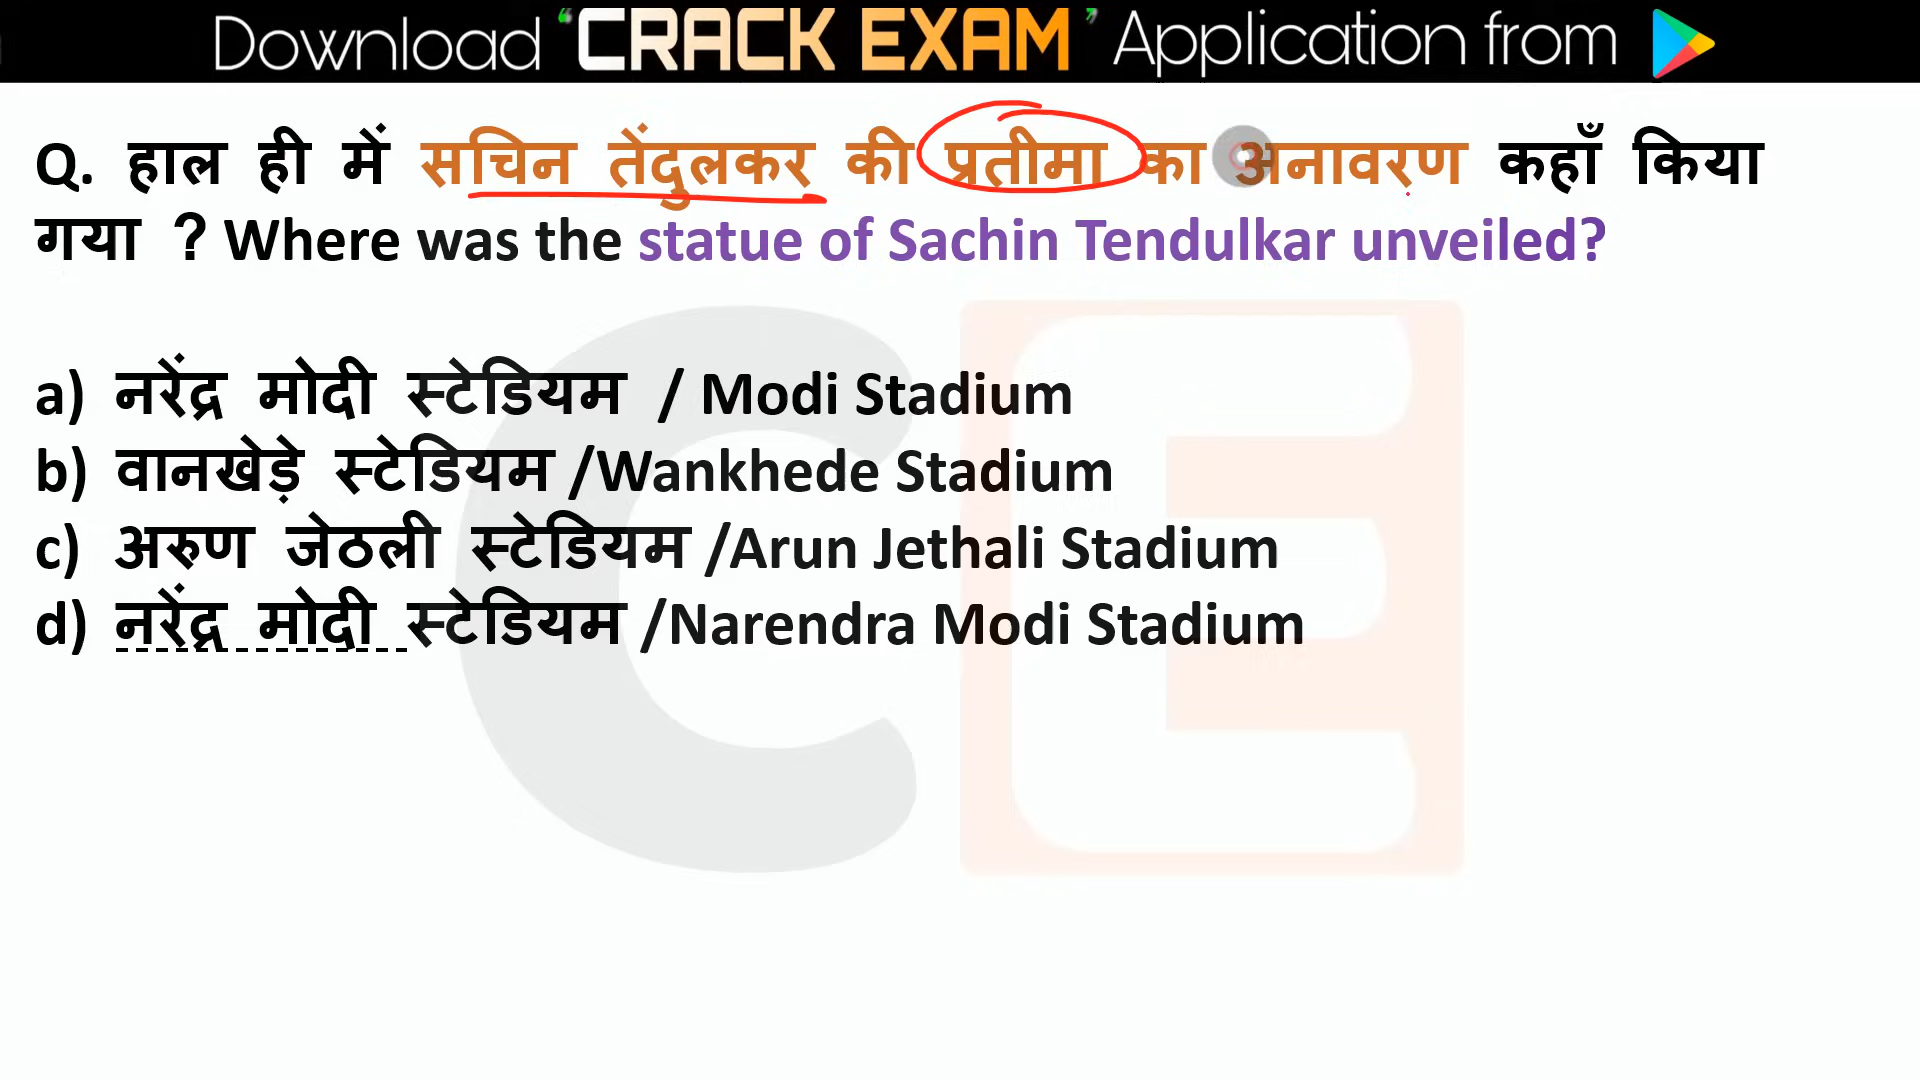 Download ‘CRACK EXAM’ Application from
Q. हाल ही में सचिन तेंदुलकर की प्रतीमा का अनावरण कहाँ किया
गया ? Where was the statue of Sachin Tendulkar unveiled?
a) नरेंद्र मोदी स्टेडियम / Modi Stadium
b) वानखेड़े स्टेडियम /Wankhede Stadium
c) अरुण जेठली स्टेडियम /Arun Jethali Stadium
d) नरेंद्र मोदी स्टेडियम /Narendra Modi Stadium
CE